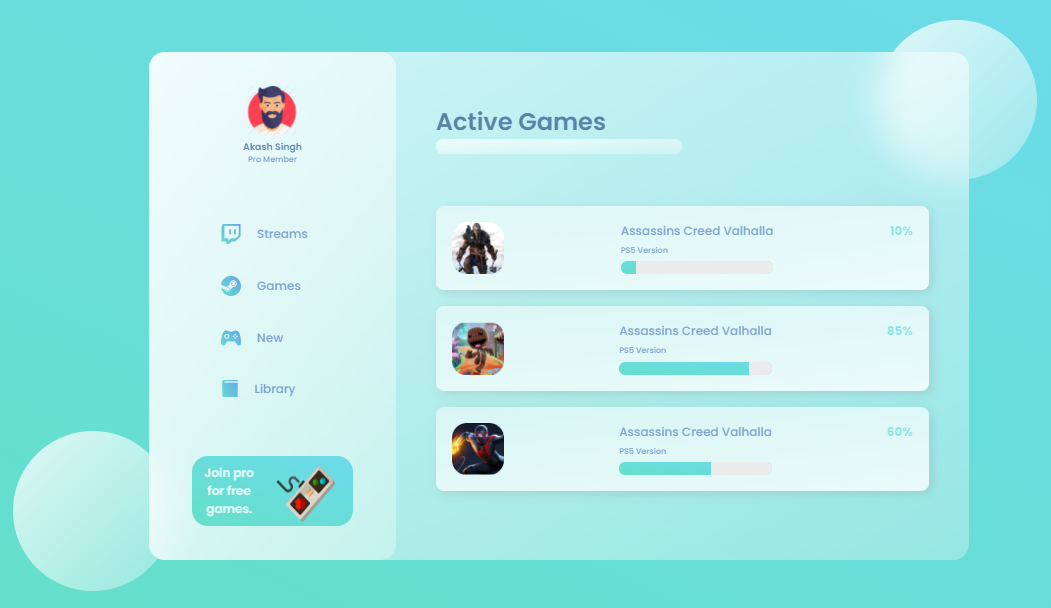 Akash Singh
Pro Member
Streams
Games
New
Library
Join pro
for free
games.
Active Games
Assassins Creed Valhalla
10%
PS5 Version
Assassins Creed Valhalla
85%
PS5 Version
Assassins Creed Valhalla
60%
PS5 Version